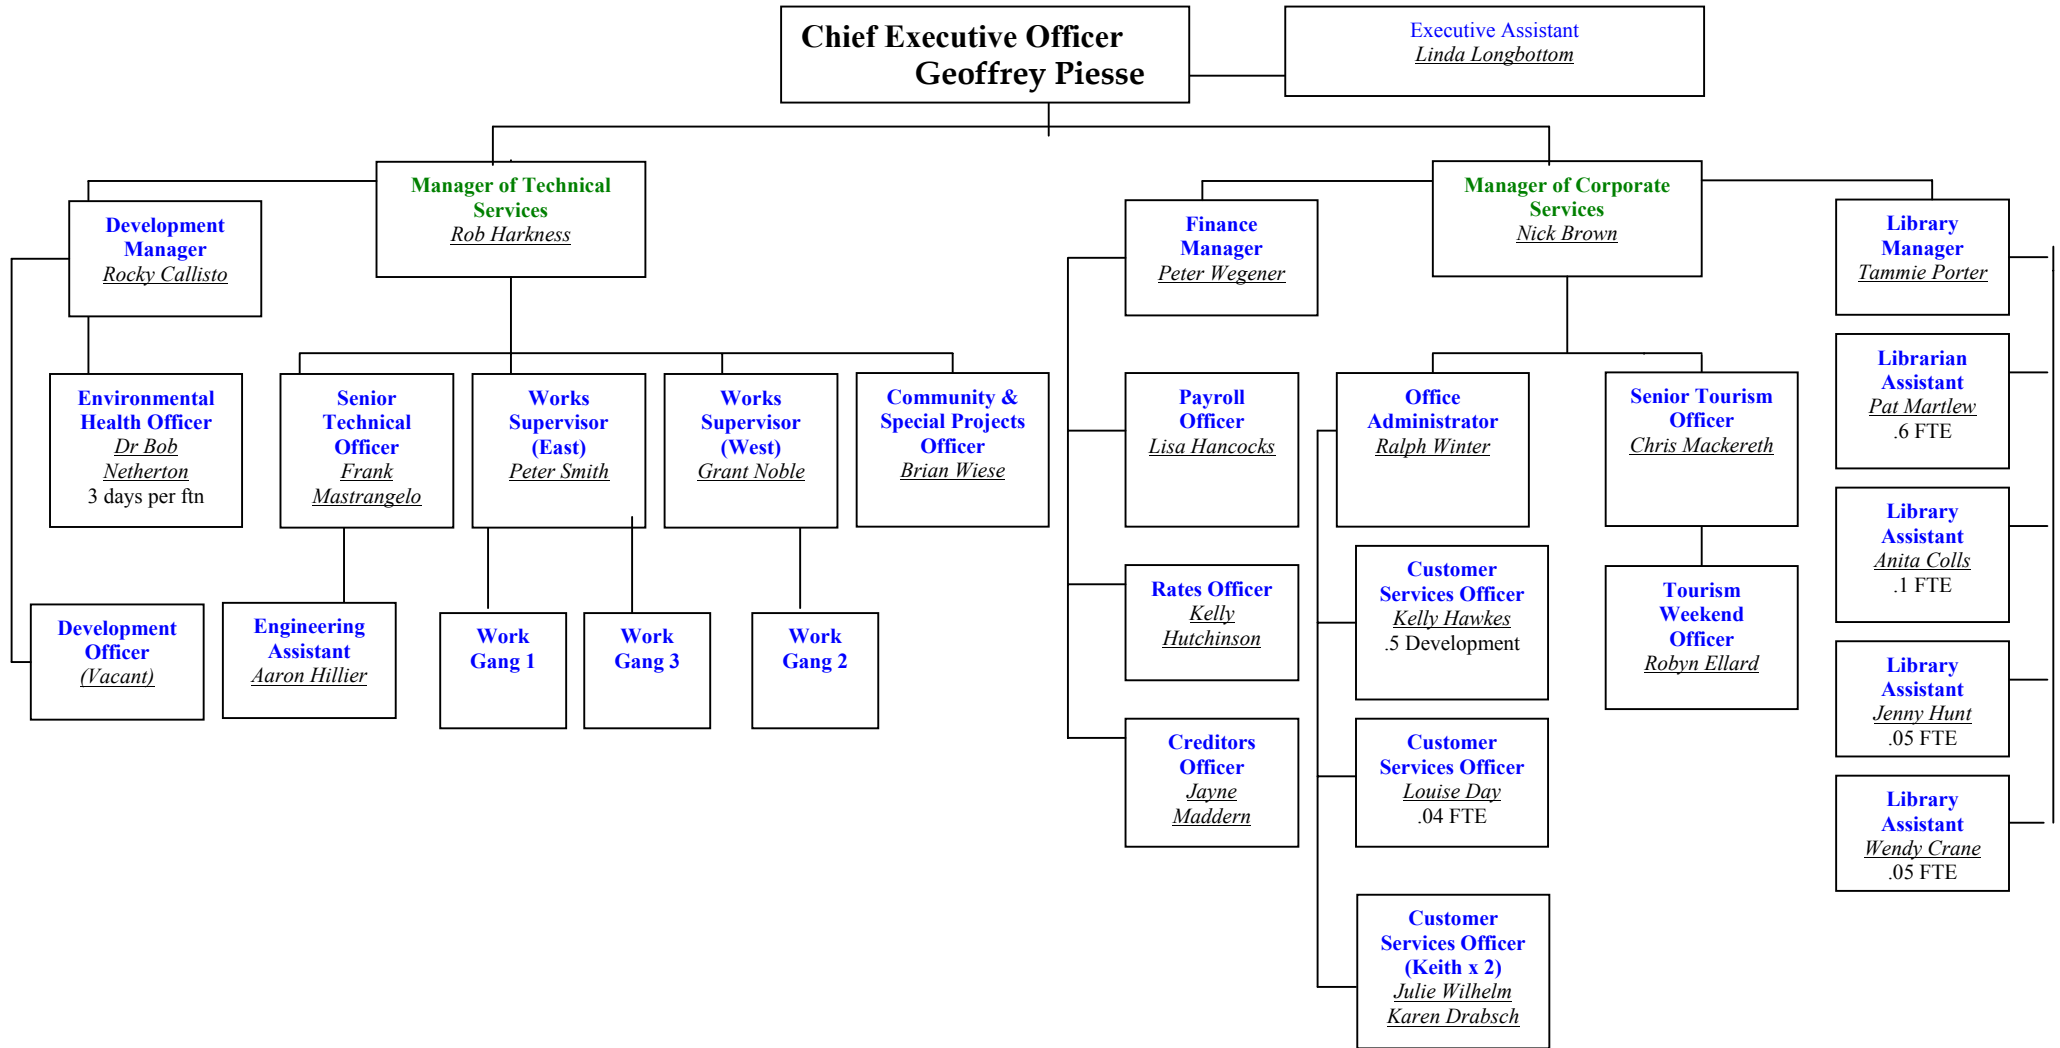 Chief Executive Officer
Geoffrey Piesse
Executive Assistant
Linda Longbottom
Manager of Technical
Services
Rob Harkness
Manager of Corporate
Services
Nick Brown
Development
Manager
Rocky Callisto
Finance
Manager
Peter Wegener
Library
Manager
Tammie Porter
Environmental
Health Officer
Dr Bob
Netherton
3 days per ftn
Senior
Technical
Officer
Frank
Mastrangelo
Works
Supervisor
(East)
Peter Smith
Works
Supervisor
(West)
Grant Noble
Community &
Special Projects
Officer
Brian Wiese
Payroll
Officer
Lisa Hancocks
Office
Administrator
Ralph Winter
Senior Tourism
Officer
Chris Mackereth
Librarian
Assistant
Pat Martlew
.6 FTE
Library
Assistant
Anita Colls
.1 FTE
Development
Officer
(Vacant)
Engineering
Assistant
Aaron Hillier
Work
Gang 1
Work
Gang 3
Work
Gang 2
Rates Officer
Kelly
Hutchinson
Customer
Services Officer
Kelly Hawkes
.5 Development
Tourism
Weekend
Officer
Robyn Ellard
Library
Assistant
Jenny Hunt
.05 FTE
Creditors
Officer
Jayne
Maddern
Customer
Services Officer
Louise Day
.04 FTE
Library
Assistant
Wendy Crane
.05 FTE
Customer
Services Officer
(Keith x 2)
Julie Wilhelm
Karen Drabsch